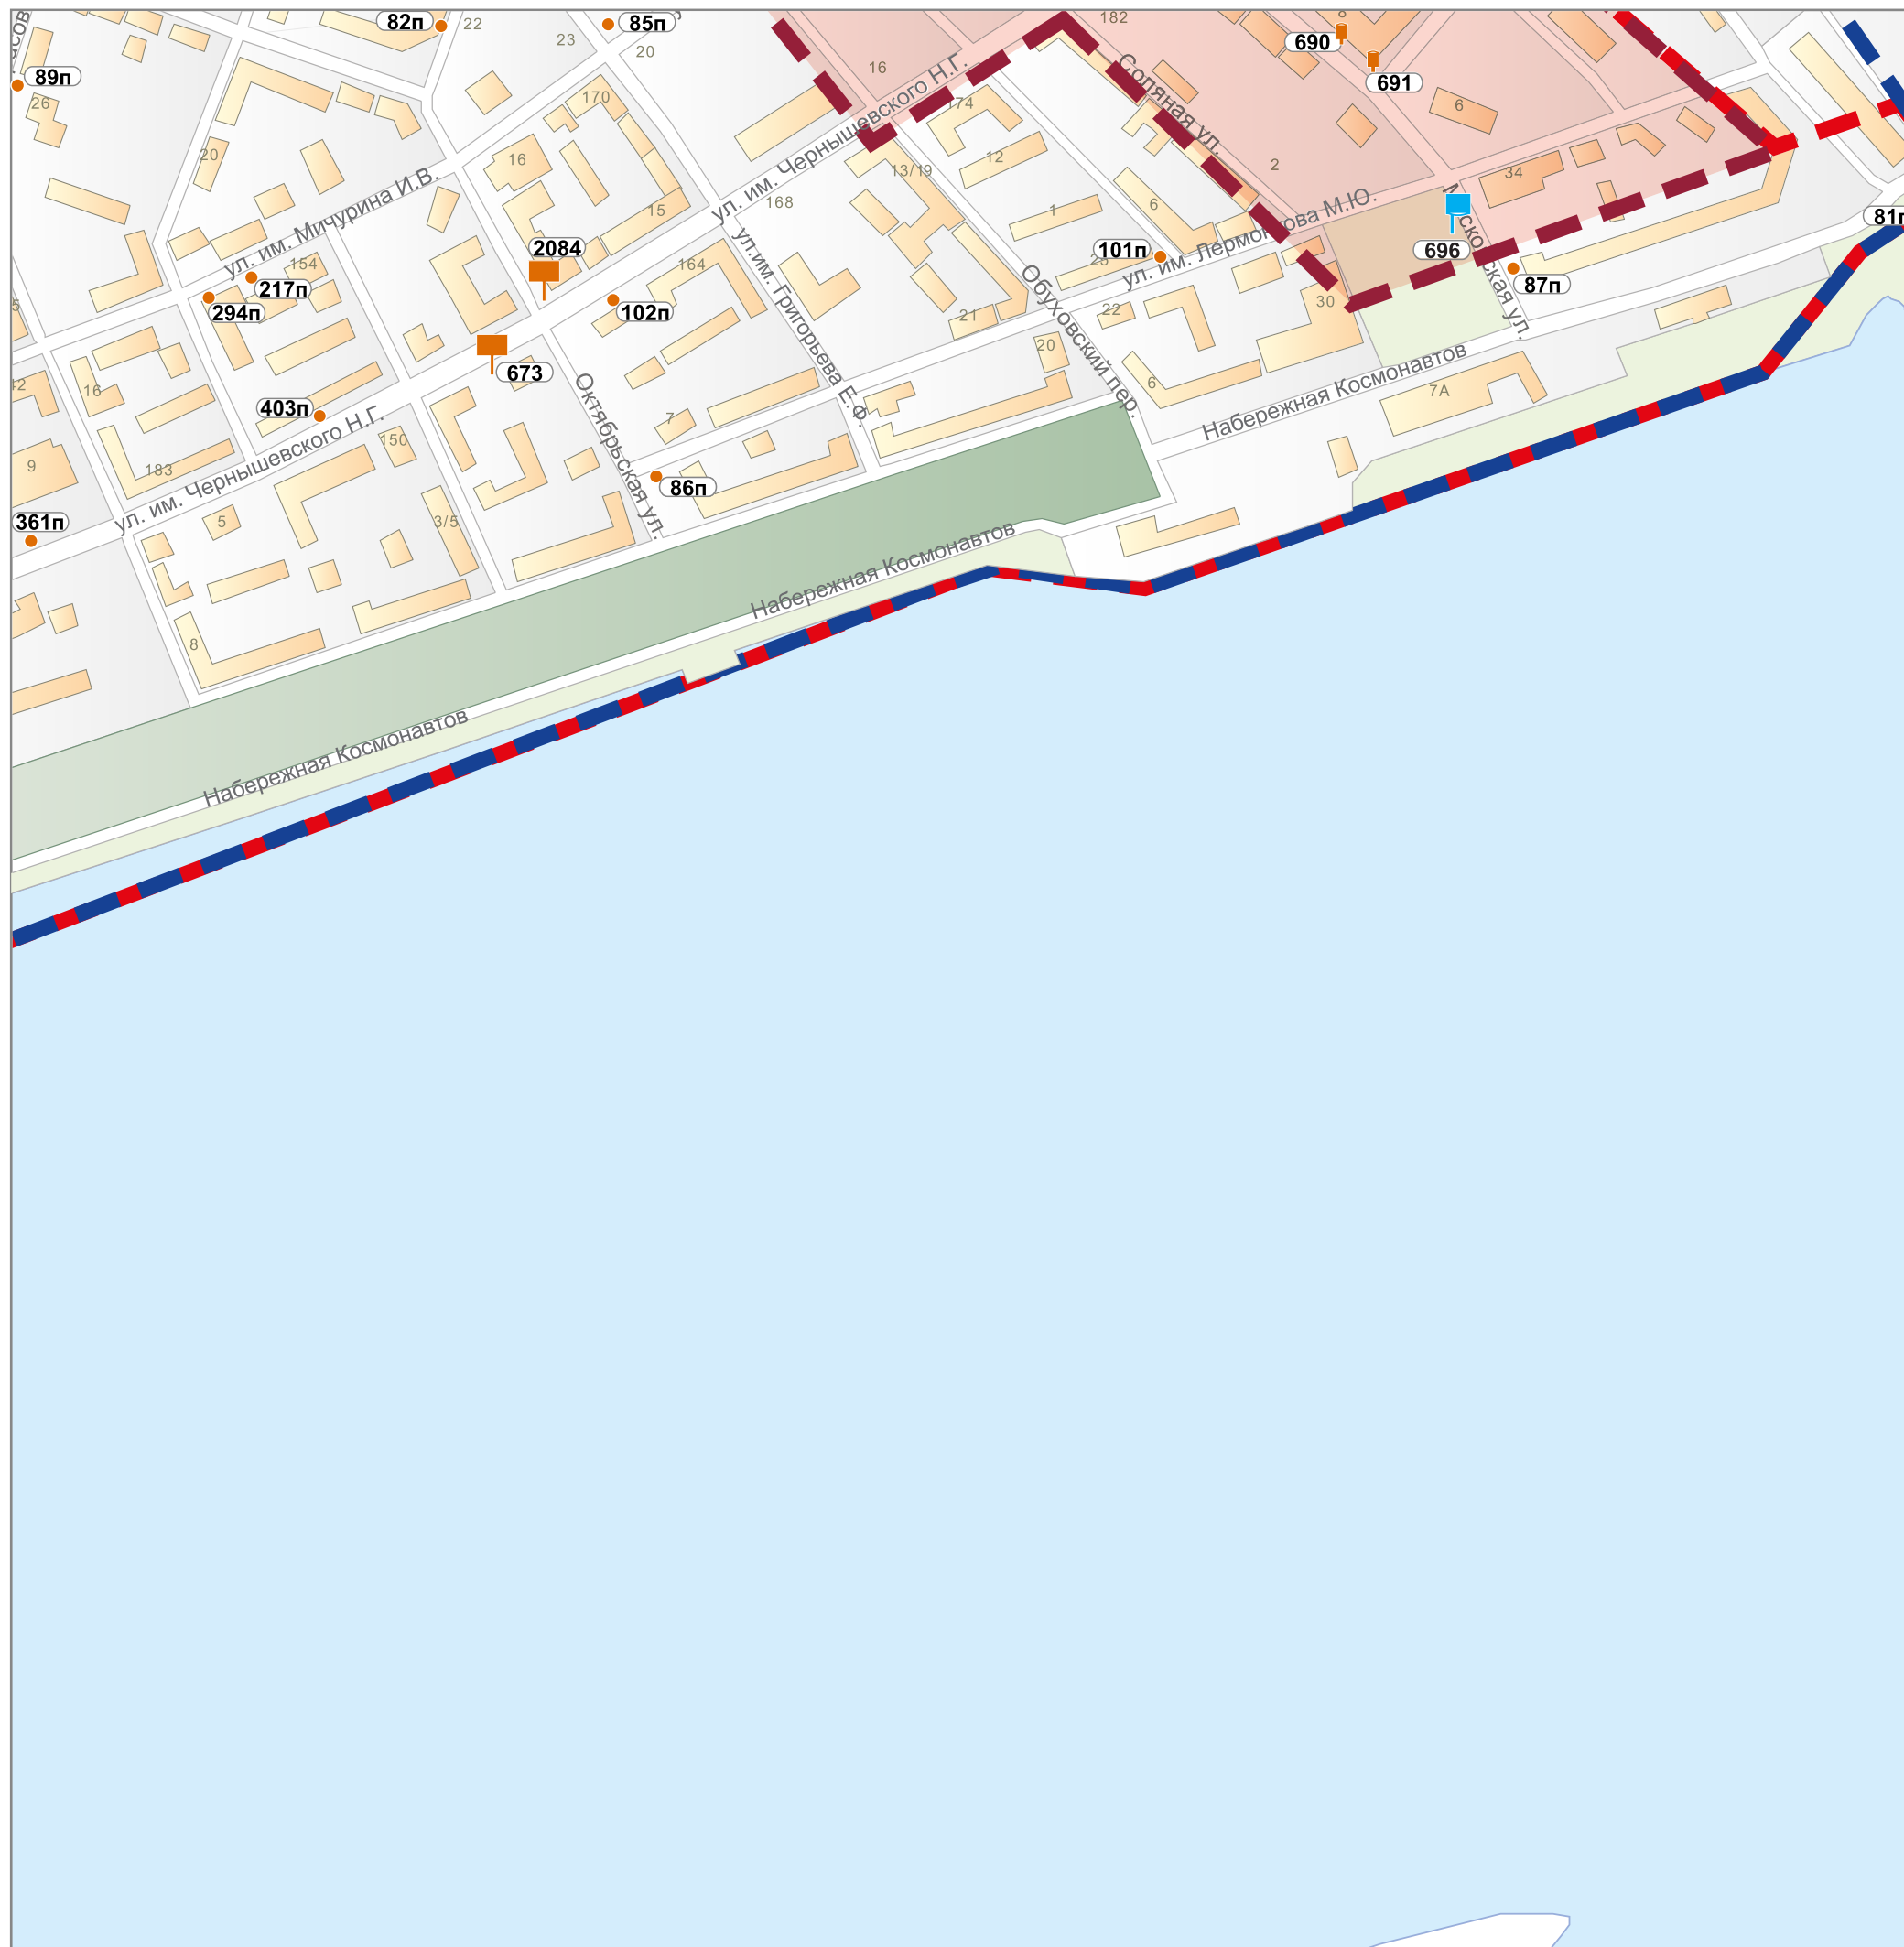 82п
22
85п
182
8
23
20
690
16
691
89п
26
170
174
6
Соляная ул.
ул. им. Чернышевского Н.Г.
20
16
12
13/19
2
34
ул. им. Мичурина И.В.
15
168
1
6
ул. им. Лермонтова М.Ю.
696
81п
2084
101п
154
164
217п
294п
102п
87п
30
22
21
20
ул.им. Григорьева Е.Ф.
Обуховский пер.
673
Набережная Космонавтов
16
6
7А
403п
Октябрьская ул.
7
150
ул. им. Чернышевского Н.Г.
9
183
86п
361п
5
3/5
Набережная Космонавтов
8
Набережная Космонавтов